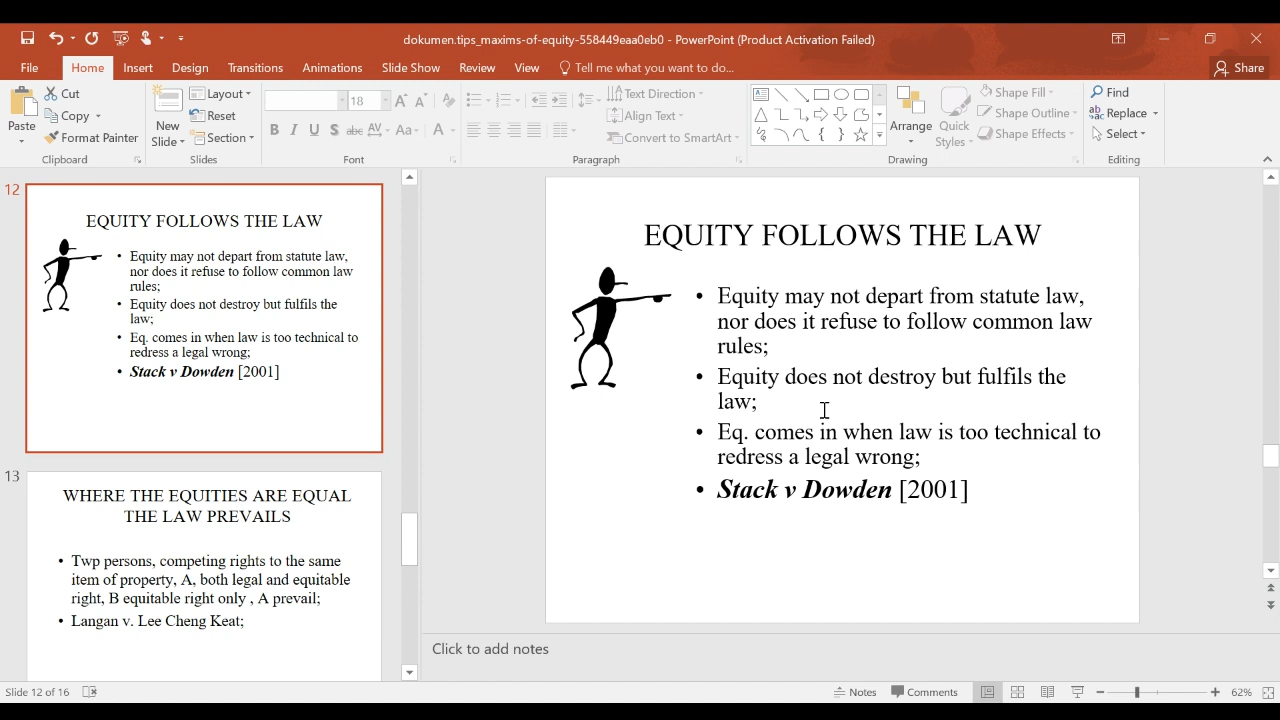 dokumen.tips_maxims-of-equity-558449eaa0eb0 - PowerPoint (Product Activation Failed)
File Home Insert Design Transitions Animations Slide Show Review View Tell me what you want to do... Share
Paste
Cut
Copy
Format Painter
Clipboard
New
Slide
Layout
Reset
Section
Slides
18
B I U S abc AV Aa A
Font
Text Direction
Align Text
Convert to SmartArt
Paragraph
Arrange
Quick
Styles
Shape Fill
Shape Outline
Shape Effects
Drawing
Find
Replace
Select
Editing
12
EQUITY FOLLOWS THE LAW
• Equity may not depart from statute law,
nor does it refuse to follow common law
rules;
• Equity does not destroy but fulfils the
law;
• Eq. comes in when law is too technical to
redress a legal wrong;
• Stack v Dowden [2001]
13
WHERE THE EQUITIES ARE EQUAL
THE LAW PREVAILS
• Twp persons, competing rights to the same
item of property, A, both legal and equitable
right, B equitable right only , A prevail;
• Langan v. Lee Cheng Keat;
EQUITY FOLLOWS THE LAW
• Equity may not depart from statute law,
nor does it refuse to follow common law
rules;
• Equity does not destroy but fulfils the
law;
• Eq. comes in when law is too technical to
redress a legal wrong;
• Stack v Dowden [2001]
Click to add notes
Slide 12 of 16 Notes Comments 62%